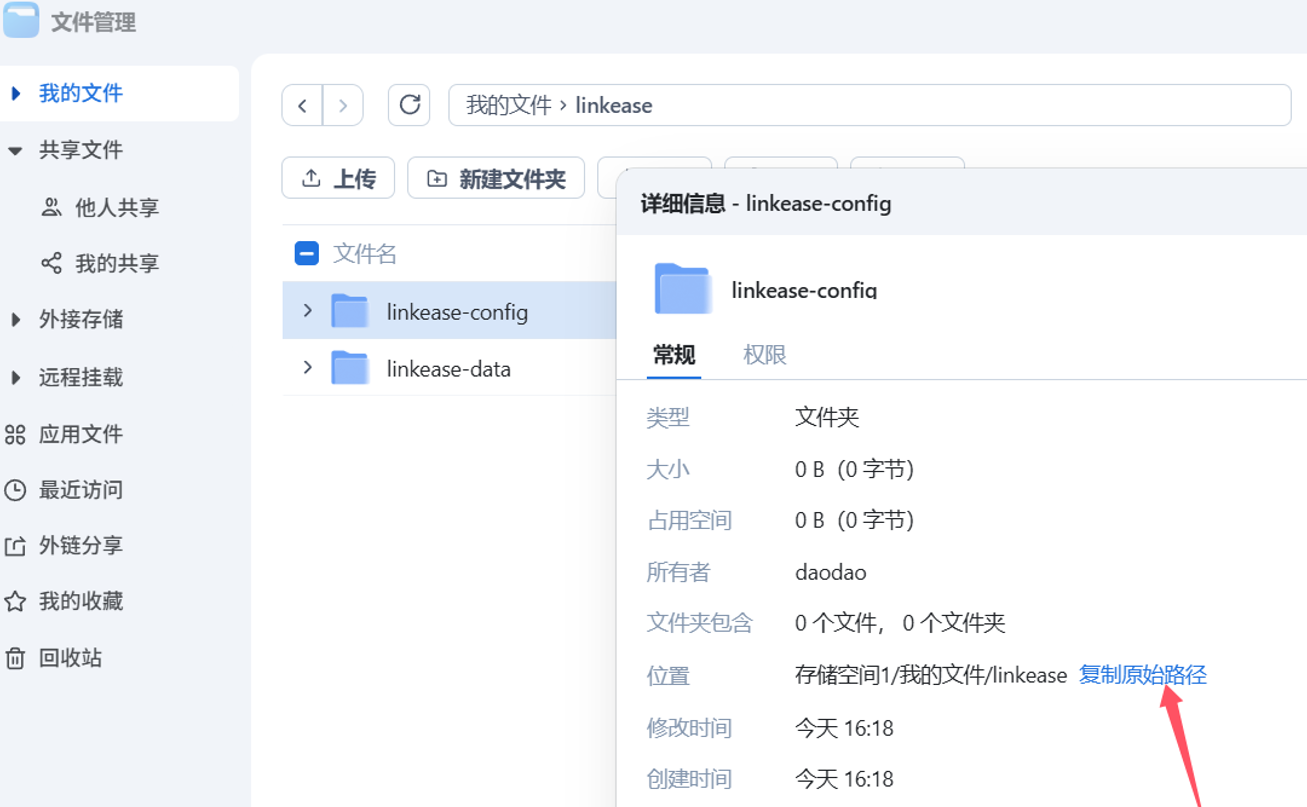 文件管理
我的文件
共享文件
他人共享
我的共享
外接存储
远程挂载
应用文件
最近访问
外链分享
我的收藏
回收站
我的文件 › linkease
上传
新建文件夹
文件名
linkease-config
linkease-data
详细信息 - linkease-config
linkease-config
常规 权限
类型 文件夹
大小 0 B（0 字节）
占用空间 0 B（0 字节）
所有者 daodao
文件夹包含 0 个文件， 0 个文件夹
位置 存储空间1/我的文件/linkease 复制原始路径
修改时间 今天 16:18
创建时间 今天 16:18